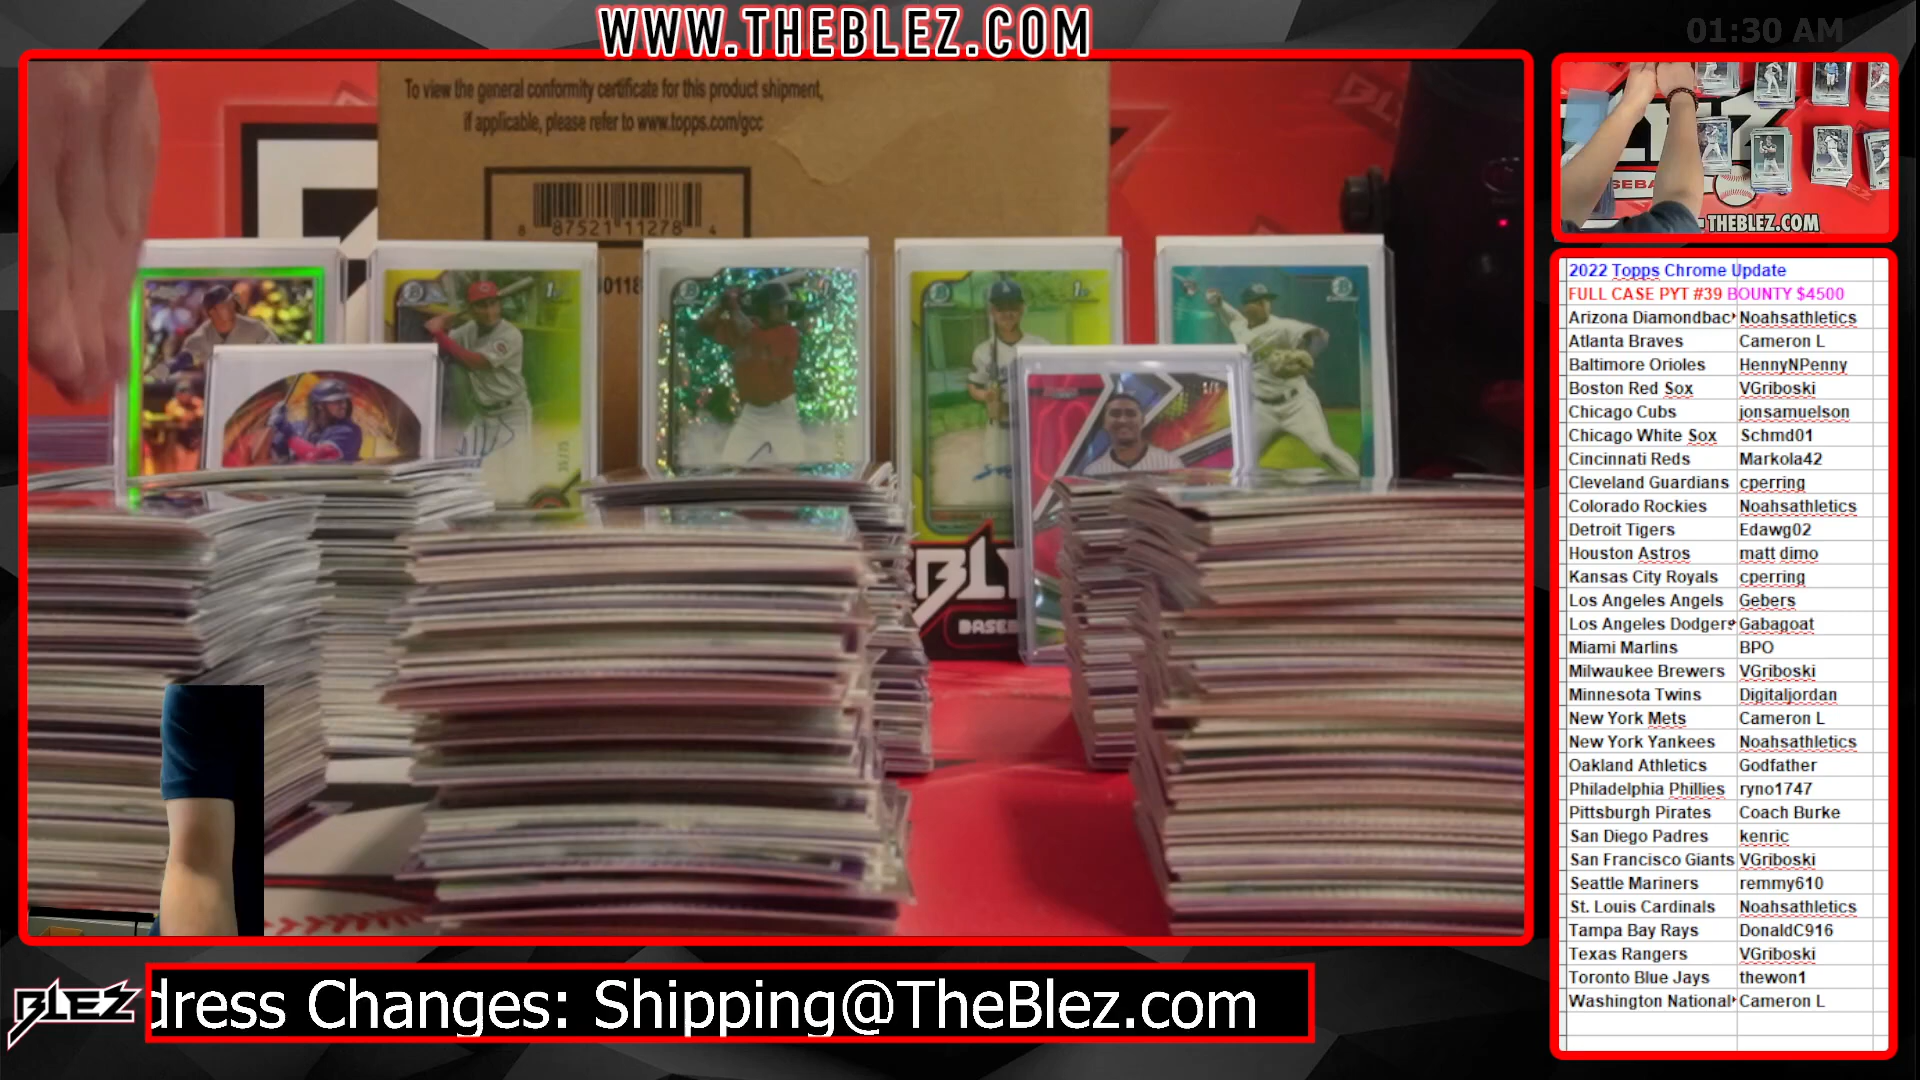 WWW.THEBLEZ.COM
01:30 AM
To view the general conformity certificate for this product shipment,
if applicable, please refer to www.topps.com/gcc
8 87521 11278 4
BASEB
THEBLEZ.COM
2022 Topps Chrome Update
FULL CASE PYT #39 BOUNTY $4500
Arizona Diamondbac Noahsathletics
Atlanta Braves Cameron L
Baltimore Orioles HennyNPenny
Boston Red Sox VGriboski
Chicago Cubs jonsamuelson
Chicago White Sox Schmd01
Cincinnati Reds Markola42
Cleveland Guardians cperring
Colorado Rockies Noahsathletics
Detroit Tigers Edawg02
Houston Astros matt dimo
Kansas City Royals cperring
Los Angeles Angels Gebers
Los Angeles Dodgers Gabagoat
Miami Marlins BPO
Milwaukee Brewers VGriboski
Minnesota Twins Digitaljordan
New York Mets Cameron L
New York Yankees Noahsathletics
Oakland Athletics Godfather
Philadelphia Phillies ryno1747
Pittsburgh Pirates Coach Burke
San Diego Padres kenric
San Francisco Giants VGriboski
Seattle Mariners remmy610
St. Louis Cardinals Noahsathletics
Tampa Bay Rays DonaldC916
Texas Rangers VGriboski
Toronto Blue Jays thewon1
Washington National Cameron L
BLEZ
dress Changes: Shipping@TheBlez.com